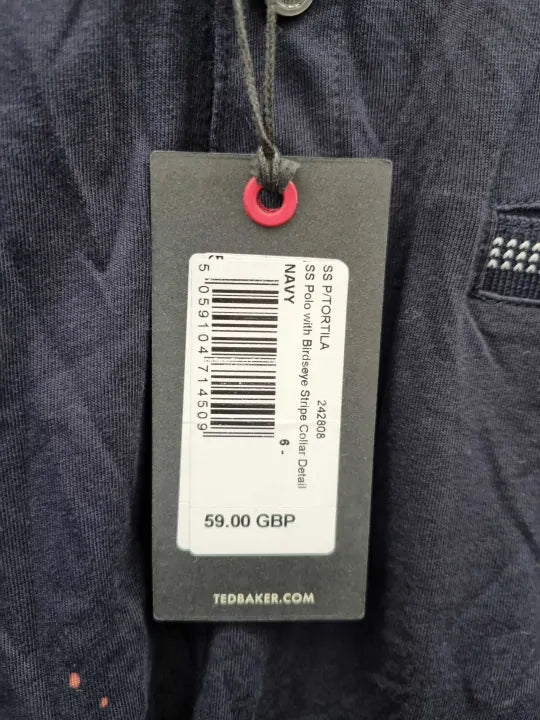 SS P/TORTILA 242808
SS Polo with Birdseye Stripe Collar Detail
NAVY
6 -
5 059104 714509
59.00 GBP
TEDBAKER.COM